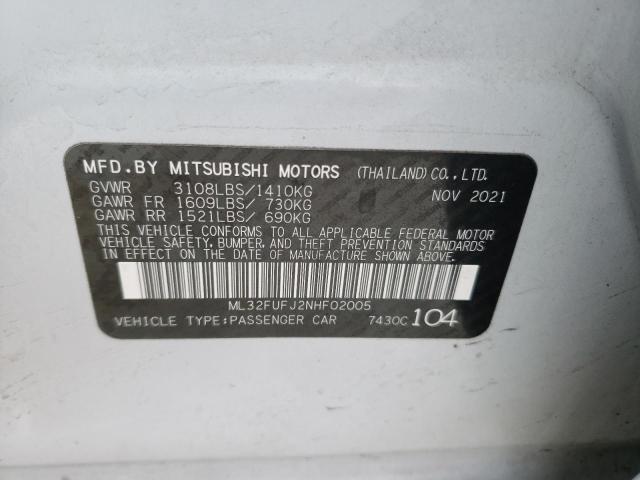 MFD. BY MITSUBISHI MOTORS (THAILAND) CO., LTD.
GVWR 3108LBS/1410KG NOV 2021
GAWR FR 1609LBS/ 730KG
GAWR RR 1521LBS/ 690KG
THIS VEHICLE CONFORMS TO ALL APPLICABLE FEDERAL MOTOR
VEHICLE SAFETY, BUMPER, AND THEFT PREVENTION STANDARDS
IN EFFECT ON THE DATE OF MANUFACTURE SHOWN ABOVE.
ML32FUFJ2NHF02005
VEHICLE TYPE:PASSENGER CAR 7430C 104